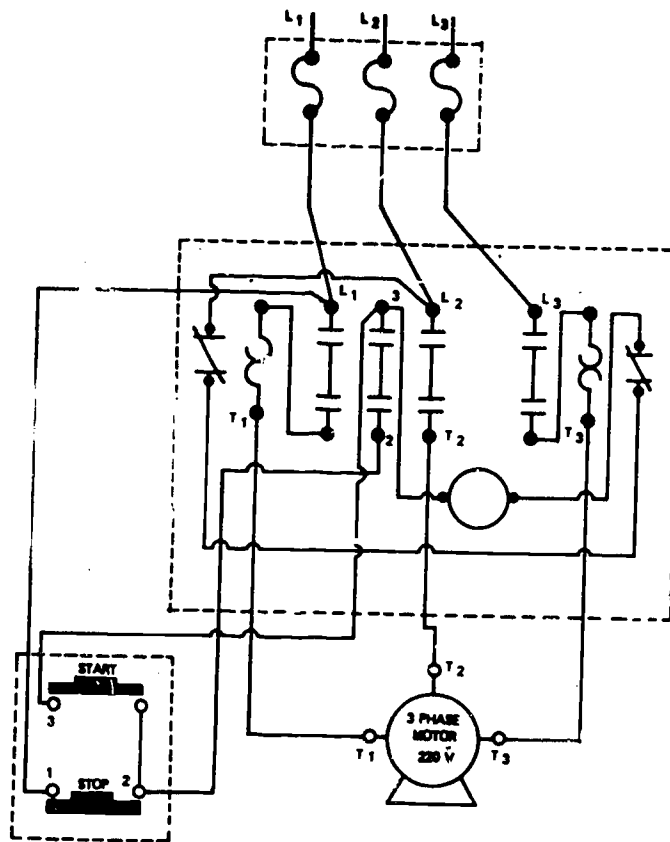 L1 L2 L3
L1 3 L2 L3
T1 2 T2 T3
START
3
1 STOP 2
T2
3 PHASE
MOTOR
220 V
T1 T3